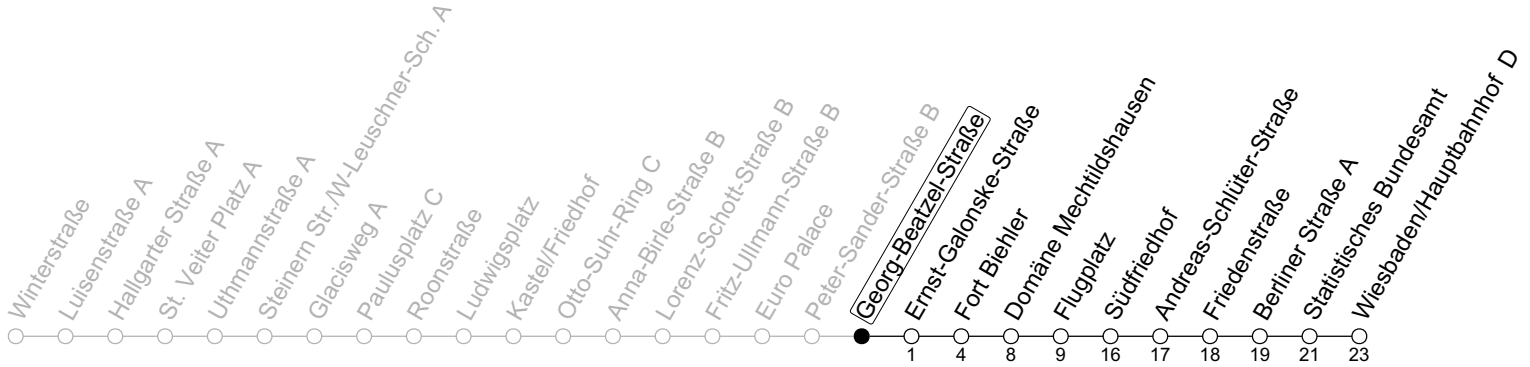 Winterstraße
Luisenstraße A
Hallgarter Straße A
St. Veiter Platz A
Uthmannstraße A
Steinern Str./W-Leuschner-Sch. A
Glacisweg A
Paulusplatz C
Roonstraße
Ludwigsplatz
Kastel/Friedhof
Otto-Suhr-Ring C
Anna-Birle-Straße B
Lorenz-Schott-Straße B
Fritz-Ullmann-Straße B
Euro Palace
Peter-Sander-Straße B
Georg-Beatzel-Straße
Ernst-Galonske-Straße
Fort Biehler
Domäne Mechtildshausen
Flugplatz
Südfriedhof
Andreas-Schlüter-Straße
Friedenstraße
Berliner Straße A
Statistisches Bundesamt
Wiesbaden/Hauptbahnhof D
1 4 8 9 16 17 18 19 21 23